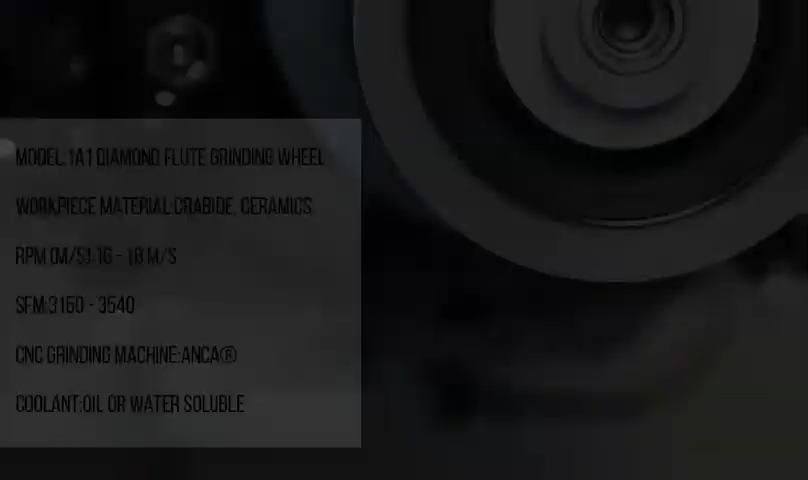 MODEL:1A1 DIAMOND FLUTE GRINDING WHEEL
WORKPIECE MATERIAL:CRABIDE, CERAMICS
RPM (M/S):16 - 18 M/S
SFM:3150 - 3540
CNC GRINDING MACHINE:ANCA®
COOLANT:OIL OR WATER SOLUBLE